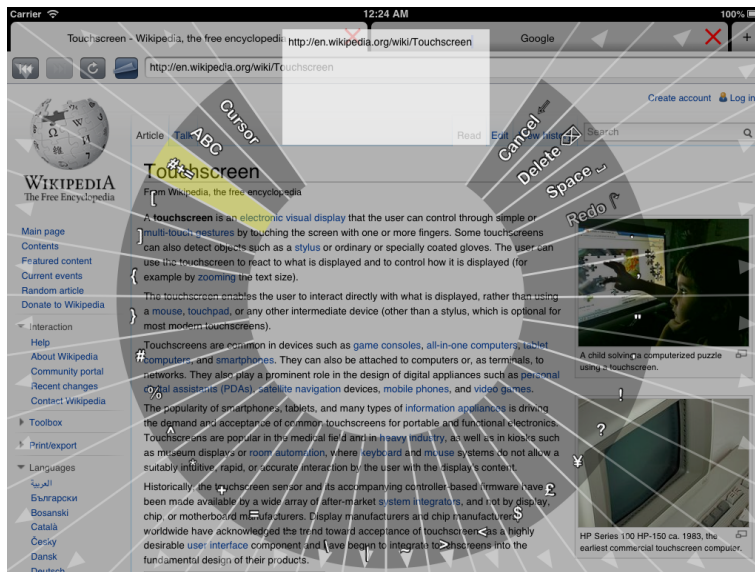 Carrier 12:24 AM 100%
Touchscreen - Wikipedia, the free encyclopedia
http://en.wikipedia.org/wiki/Touchscreen
Google
http://en.wikipedia.org/wiki/Touchscreen
Create account Log in
Cursor
ABC
#+=
Cancel
Delete
Space
Redo
Article Talk Read Edit View history Search
WIKIPEDIA
The Free Encyclopedia
Touchscreen
From Wikipedia, the free encyclopedia
A touchscreen is an electronic visual display that the user can control through simple or
multi-touch gestures by touching the screen with one or more fingers. Some touchscreens
can also detect objects such as a stylus or ordinary or specially coated gloves. The user can
use the touchscreen to react to what is displayed and to control how it is displayed (for
example by zooming the text size).
The touchscreen enables the user to interact directly with what is displayed, rather than using
a mouse, touchpad, or any other intermediate device (other than a stylus, which is optional for
most modern touchscreens).
Touchscreens are common in devices such as game consoles, all-in-one computers, tablet
computers, and smartphones. They can also be attached to computers or, as terminals, to
networks. They also play a prominent role in the design of digital appliances such as personal
digital assistants (PDAs), satellite navigation devices, mobile phones, and video games.
The popularity of smartphones, tablets, and many types of information appliances is driving
the demand and acceptance of common touchscreens for portable and functional electronics.
Touchscreens are popular in the medical field and in heavy industry, as well as in kiosks such
as museum displays or room automation, where keyboard and mouse systems do not allow a
suitably intuitive, rapid, or accurate interaction by the user with the display's content.
Historically, the touchscreen sensor and its accompanying controller-based firmware have
been made available by a wide array of after-market system integrators, and not by display,
chip, or motherboard manufacturers. Display manufacturers and chip manufacturers
worldwide have acknowledged the trend toward acceptance of touchscreens as a highly
desirable user interface component and have begun to integrate touchscreens into the
fundamental design of their products.
Main page
Contents
Featured content
Current events
Random article
Donate to Wikipedia
Interaction
Help
About Wikipedia
Community portal
Recent changes
Contact Wikipedia
Toolbox
Print/export
Languages
العربية
Български
Bosanski
Català
Česky
Dansk
Deutsch
[
]
{
}
#
%
^
*
+
=
\
|
~
>
<
$
£
¥
?
!
"
A child solving a computerized puzzle
using a touchscreen.
HP Series 100 HP-150 ca. 1983, the
earliest commercial touchscreen computer.